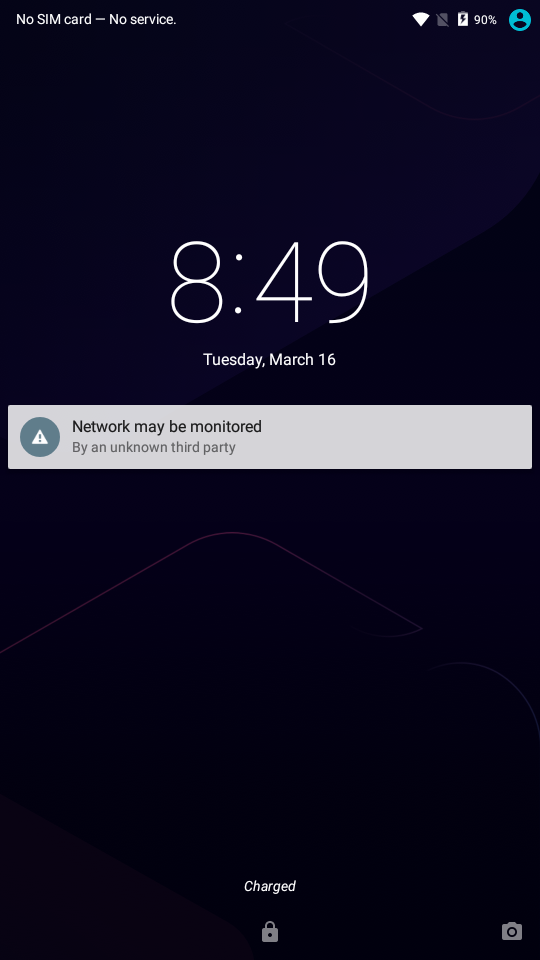 No SIM card — No service.
90%
8:49
Tuesday, March 16
Network may be monitored
By an unknown third party
Charged